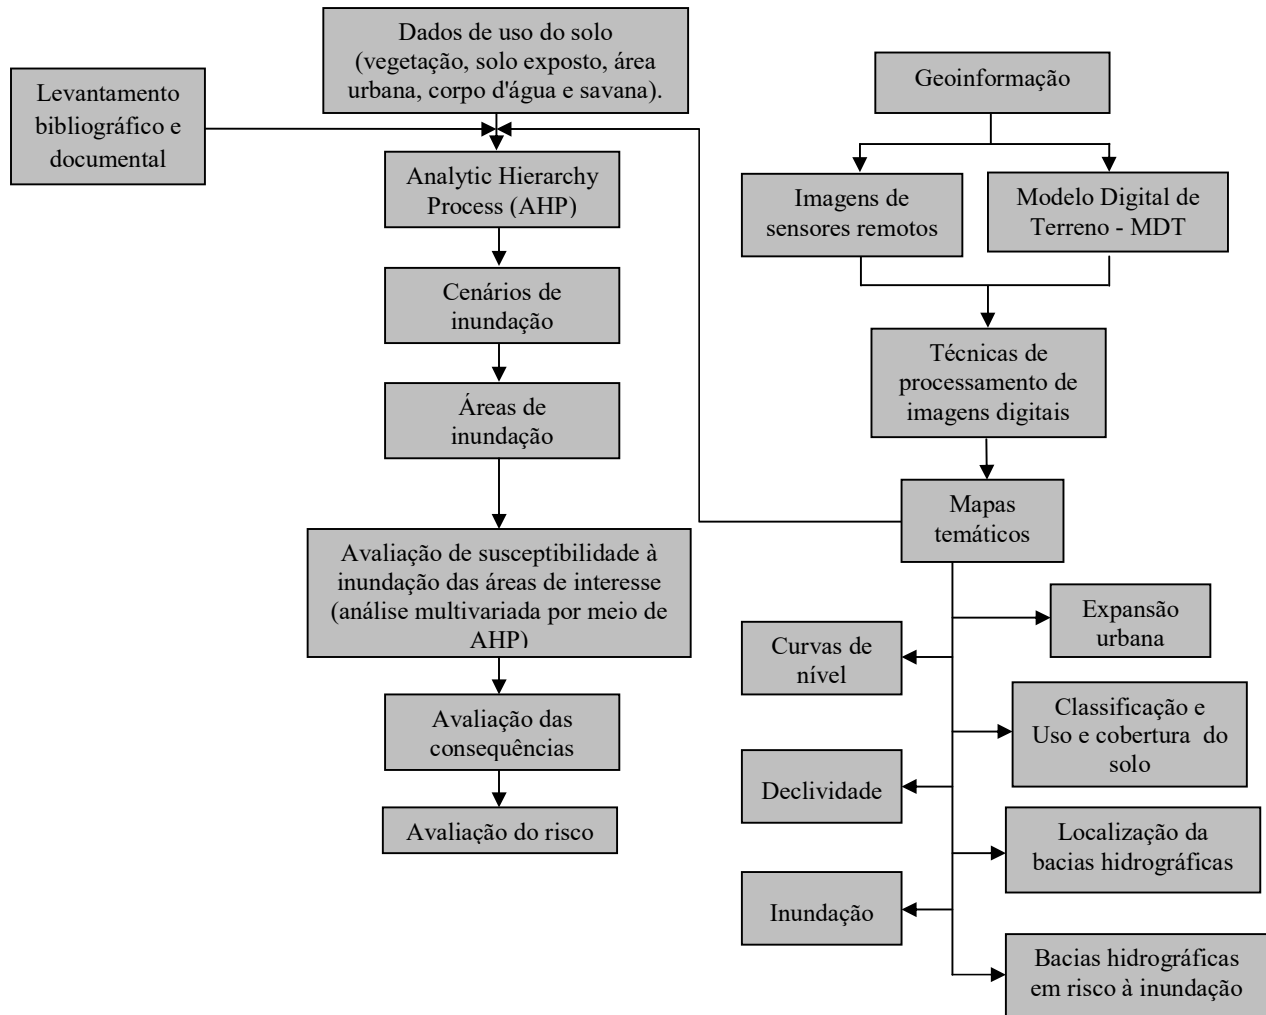 Dados de uso do solo
(vegetação, solo exposto, área
urbana, corpo d'água e savana).
Levantamento
bibliográfico e
documental
Analytic Hierarchy
Process (AHP)
Cenários de
inundação
Áreas de
inundação
Avaliação de susceptibilidade à
inundação das áreas de interesse
(análise multivariada por meio de
AHP)
Avaliação das
consequências
Avaliação do risco
Geoinformação
Imagens de
sensores remotos
Modelo Digital de
Terreno - MDT
Técnicas de
processamento de
imagens digitais
Mapas
temáticos
Expansão
urbana
Curvas de
nível
Classificação e
Uso e cobertura do
solo
Declividade
Localização da
bacias hidrográficas
Inundação
Bacias hidrográficas
em risco à inundação